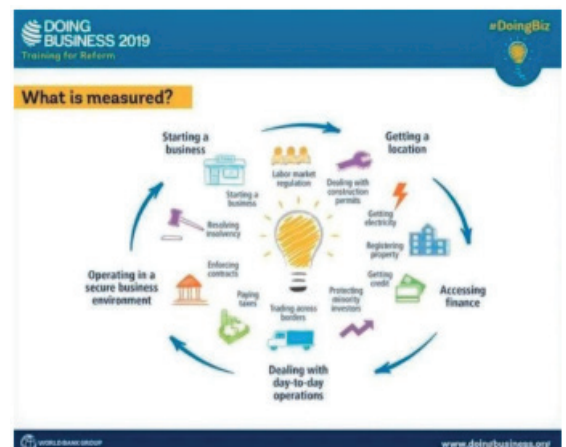 DOING
BUSINESS 2019
Training for Reform
#DoingBiz
What is measured?
Starting a
business
Getting a
location
Labor market
regulation
Dealing with
construction
permits
Starting a
business
Getting
electricity
Resolving
insolvency
Registering
property
Enforcing
contracts
Getting
credit
Operating in a
secure business
environment
Accessing
finance
Paying
taxes
Trading across
borders
Protecting
minority
investors
Dealing with
day-to-day
operations
WORLD BANK GROUP
www.doingbusiness.org